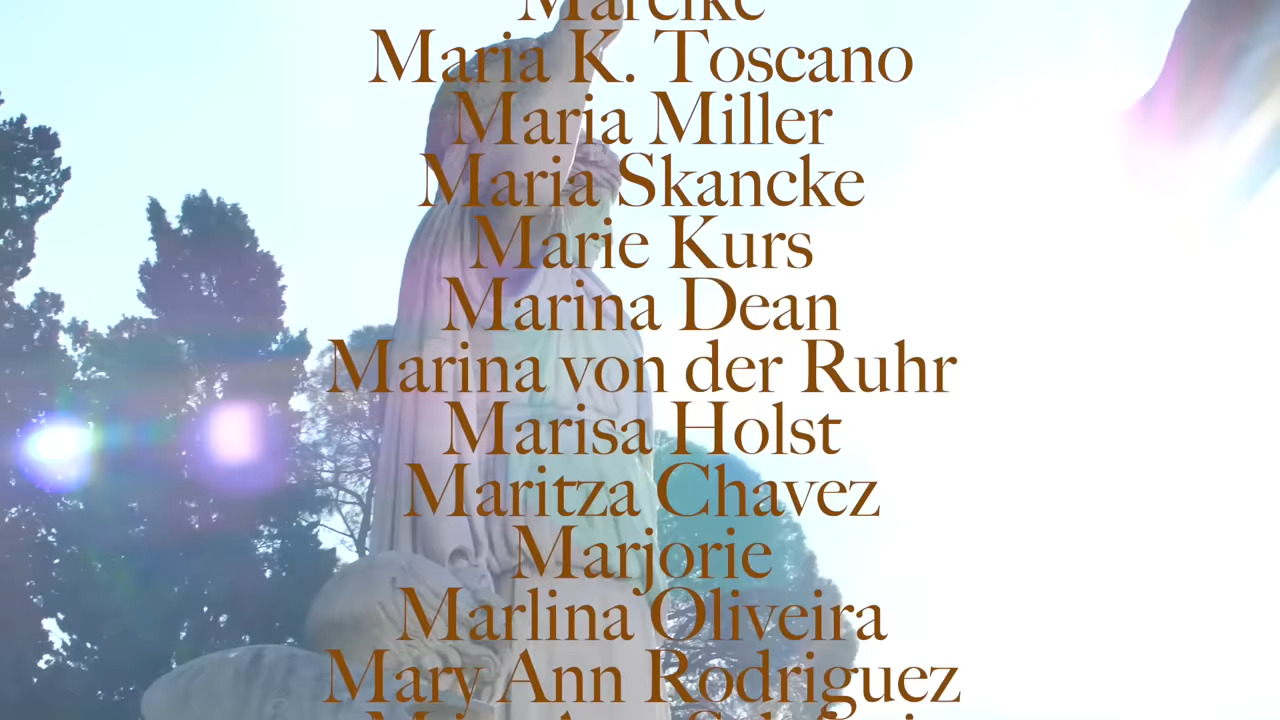 Mareike
Maria K. Toscano
Maria Miller
Maria Skancke
Marie Kurs
Marina Dean
Marina von der Ruhr
Marisa Holst
Maritza Chavez
Marjorie
Marlina Oliveira
Mary Ann Rodriguez